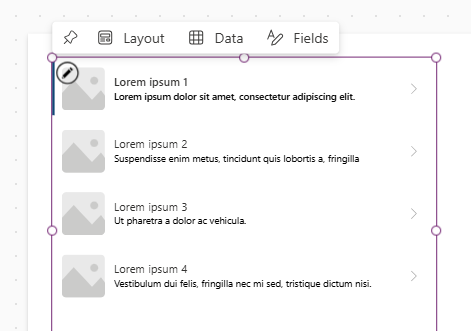 Layout Data Fields
Lorem ipsum 1
Lorem ipsum dolor sit amet, consectetur adipiscing elit.
Lorem ipsum 2
Suspendisse enim metus, tincidunt quis lobortis a, fringilla
Lorem ipsum 3
Ut pharetra a dolor ac vehicula.
Lorem ipsum 4
Vestibulum dui felis, fringilla nec mi sed, tristique dictum nisi.